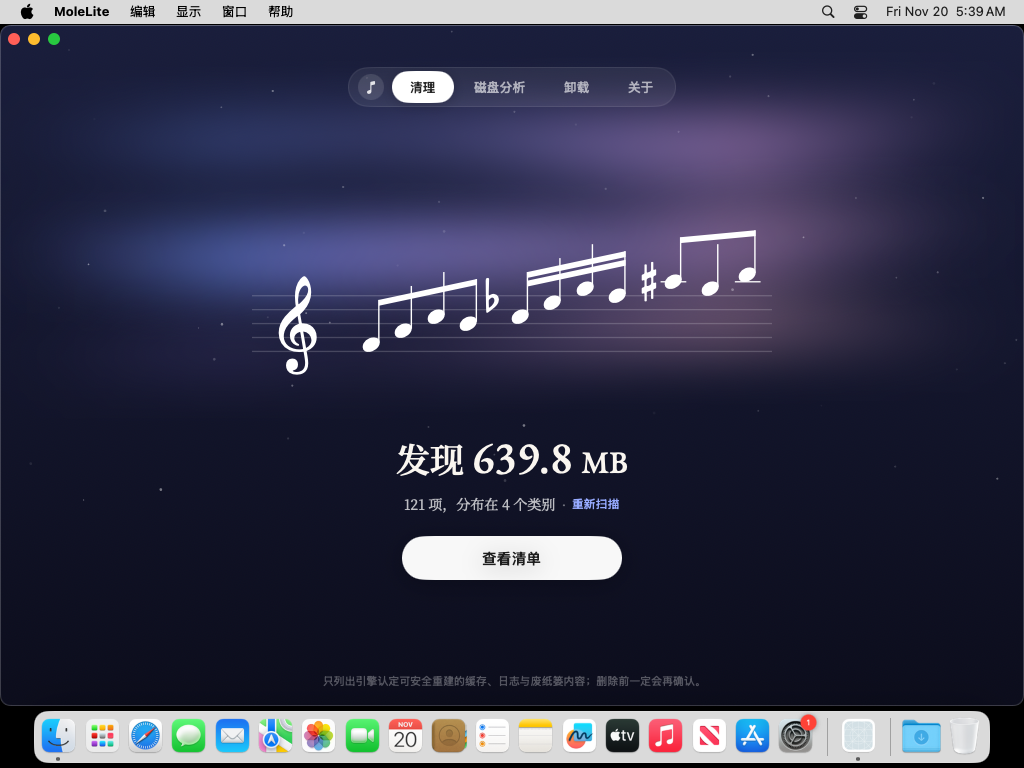 MoleLite 编辑 显示 窗口 帮助 Fri Nov 20 5:39 AM
清理 磁盘分析 卸载 关于
发现 639.8 MB
121 项，分布在 4 个类别 · 重新扫描
查看清单
只列出引擎认定可安全重建的缓存、日志与废纸篓内容；删除前一定会再确认。
NOV
20
tv
1